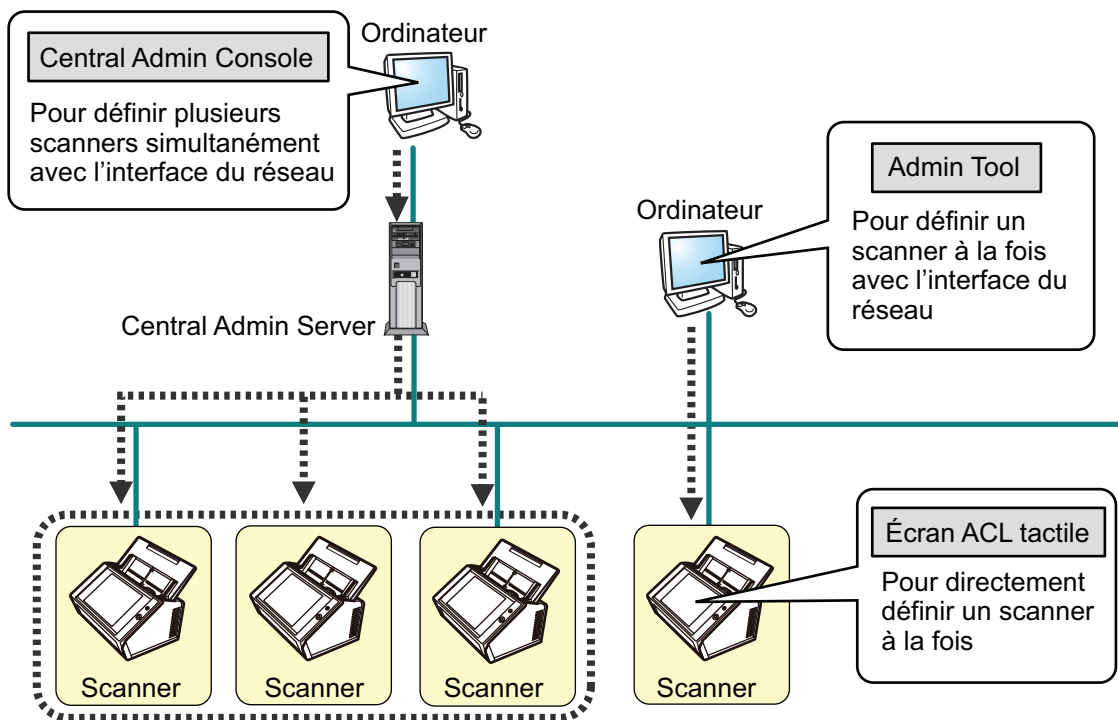 Ordinateur
Central Admin Console
Pour définir plusieurs
scanners simultanément
avec l’interface du réseau
Ordinateur
Admin Tool
Pour définir un
scanner à la fois
avec l’interface du
réseau
Central Admin Server
Écran ACL tactile
Pour directement
définir un scanner
à la fois
Scanner
Scanner
Scanner
Scanner